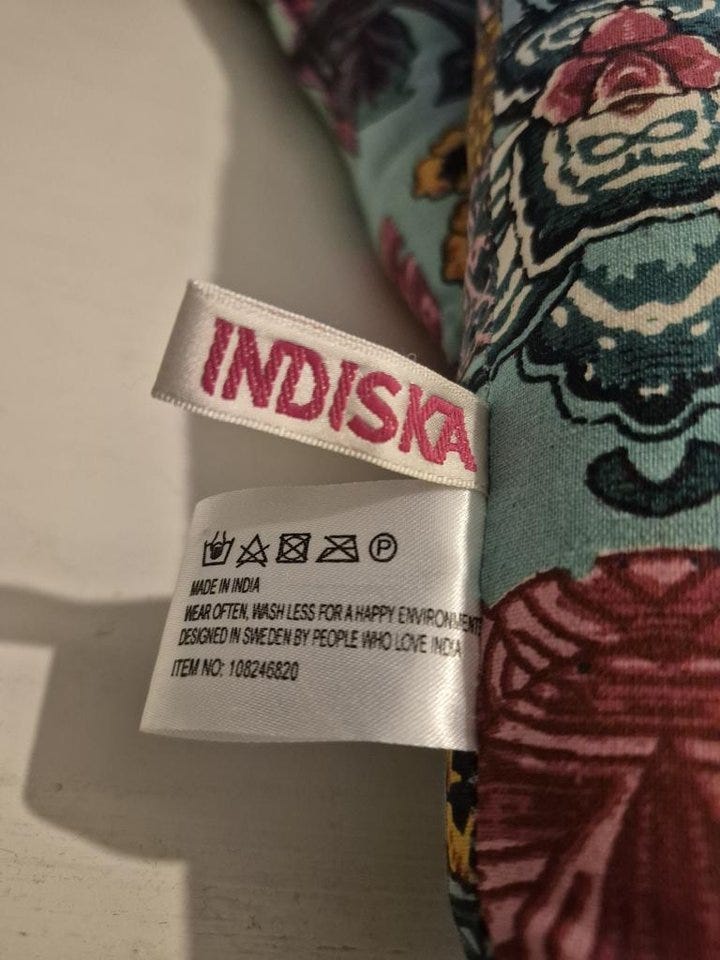 INDISKA
P
MADE IN INDIA
WEAR OFTEN, WASH LESS FOR A HAPPY ENVIRONMENT
DESIGNED IN SWEDEN BY PEOPLE WHO LOVE INDIA
ITEM NO: 108246820